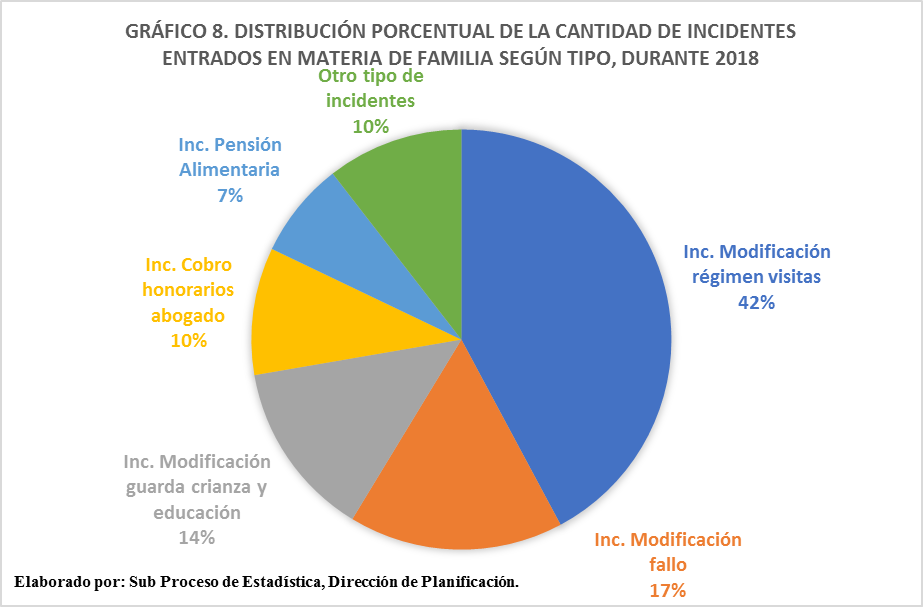 GRÁFICO 8. DISTRIBUCIÓN PORCENTUAL DE LA CANTIDAD DE INCIDENTES
ENTRADOS EN MATERIA DE FAMILIA SEGÚN TIPO, DURANTE 2018
Otro tipo de
incidentes
10%
Inc. Pensión
Alimentaria
7%
Inc. Cobro
honorarios
abogado
10%
Inc. Modificación
régimen visitas
42%
Inc. Modificación
guarda crianza y
educación
14%
Inc. Modificación
fallo
17%
Elaborado por: Sub Proceso de Estadística, Dirección de Planificación.